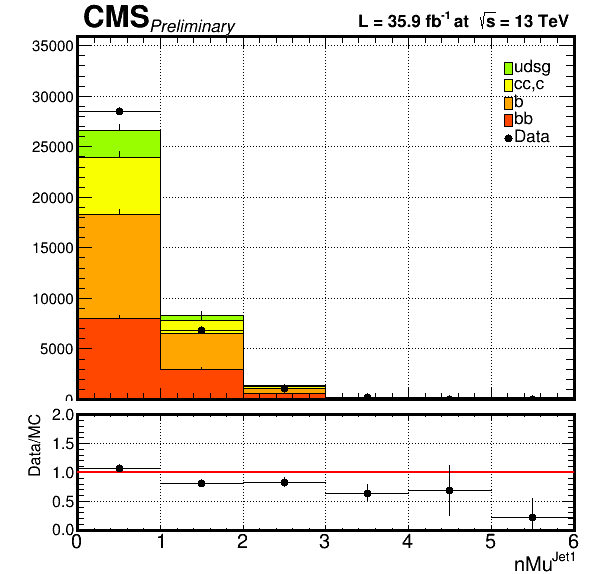 CMS Preliminary L = 35.9 fb⁻¹ at √s = 13 TeV
35000
30000
25000
20000
15000
10000
5000
0
udsg
cc,c
b
bb
Data
Data/MC
2.0
1.5
1.0
0.5
0.0
0 1 2 3 4 5 6
nMu^Jet1